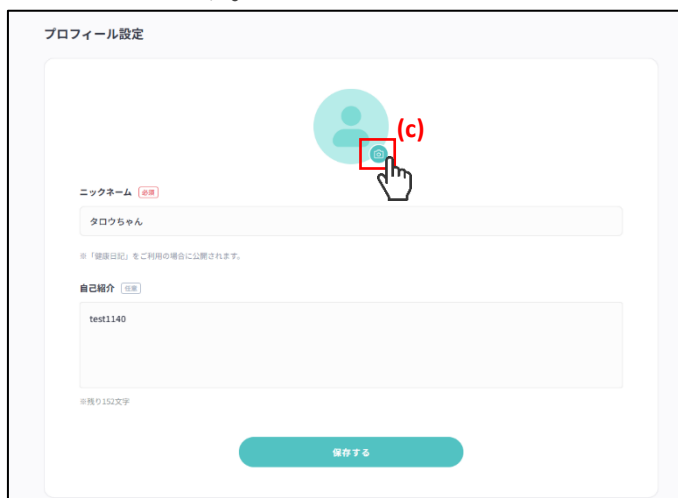 プロフィール設定
(c)
ニックネーム 必須
タロウちゃん
※「健康日記」をご利用の場合に公開されます。
自己紹介 任意
test1140
※残り152文字
保存する